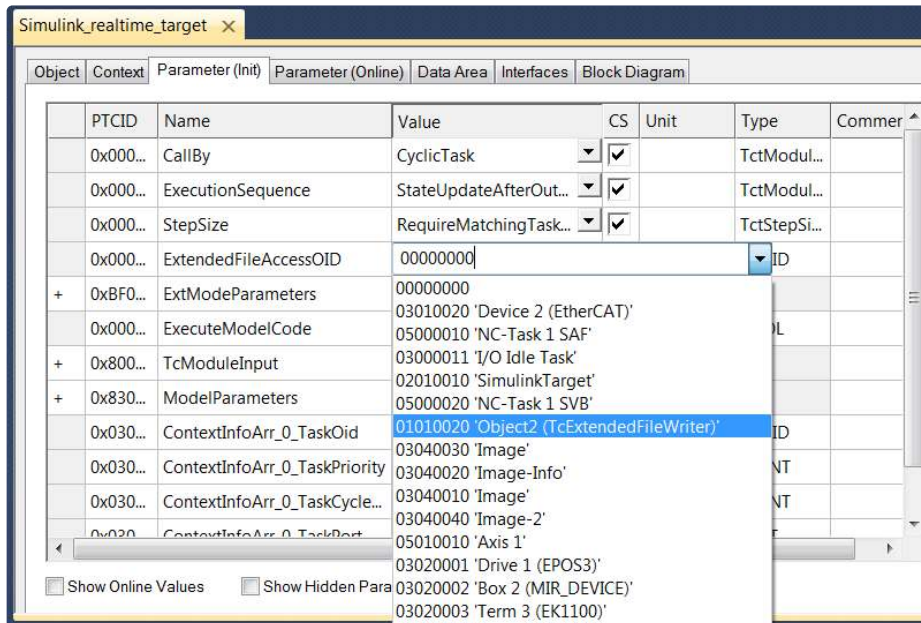 Simulink_realtime_target
Object Context Parameter (Init) Parameter (Online) Data Area Interfaces Block Diagram
PTCID Name Value CS Unit Type Commer
0x000... CallBy CyclicTask TctModul...
0x000... ExecutionSequence StateUpdateAfterOut... TctModul...
0x000... StepSize RequireMatchingTask... TctStepSi...
0x000... ExtendedFileAccessOID 00000000 ID
00000000
+ 0xBF0... ExtModeParameters
03010020 'Device 2 (EtherCAT)'
05000010 'NC-Task 1 SAF'
0x000... ExecuteModelCode
03000011 'I/O Idle Task'
+ 0x800... TcModuleInput
02010010 'SimulinkTarget'
+ 0x830... ModelParameters
05000020 'NC-Task 1 SVB'
01010020 'Object2 (TcExtendedFileWriter)'
0x030... ContextInfoArr_0_TaskOid ID
03040030 'Image'
0x030... ContextInfoArr_0_TaskPriority NT
03040020 'Image-Info'
03040010 'Image'
0x030... ContextInfoArr_0_TaskCycle... NT
03040040 'Image-2'
0x030... ContextInfoArr_0_TaskPort
05010010 'Axis 1'
03020001 'Drive 1 (EPOS3)'
Show Online Values Show Hidden Para
03020002 'Box 2 (MIR_DEVICE)'
03020003 'Term 3 (EK1100)'